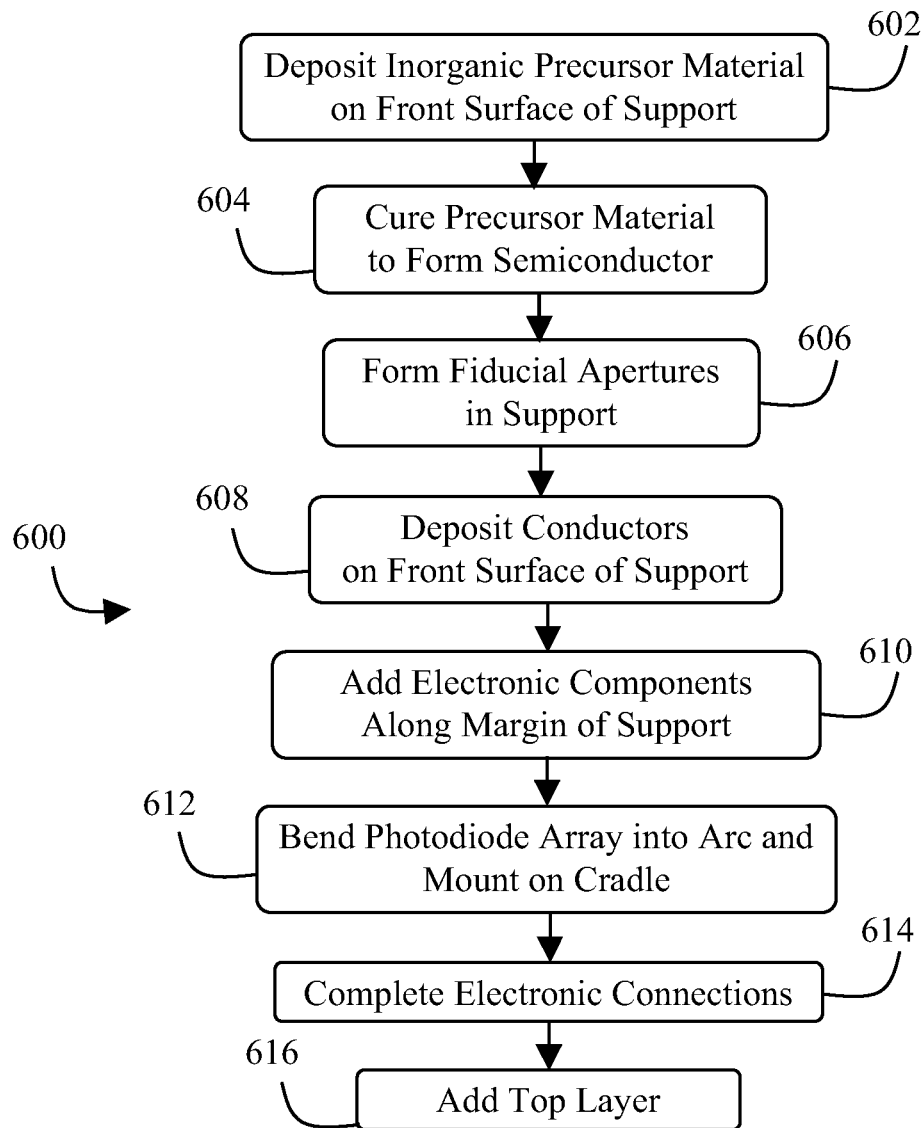 602
Deposit Inorganic Precursor Material
on Front Surface of Support
604
Cure Precursor Material
to Form Semiconductor
606
Form Fiducial Apertures
in Support
608
Deposit Conductors
on Front Surface of Support
600
610
Add Electronic Components
Along Margin of Support
612
Bend Photodiode Array into Arc and
Mount on Cradle
614
Complete Electronic Connections
616
Add Top Layer